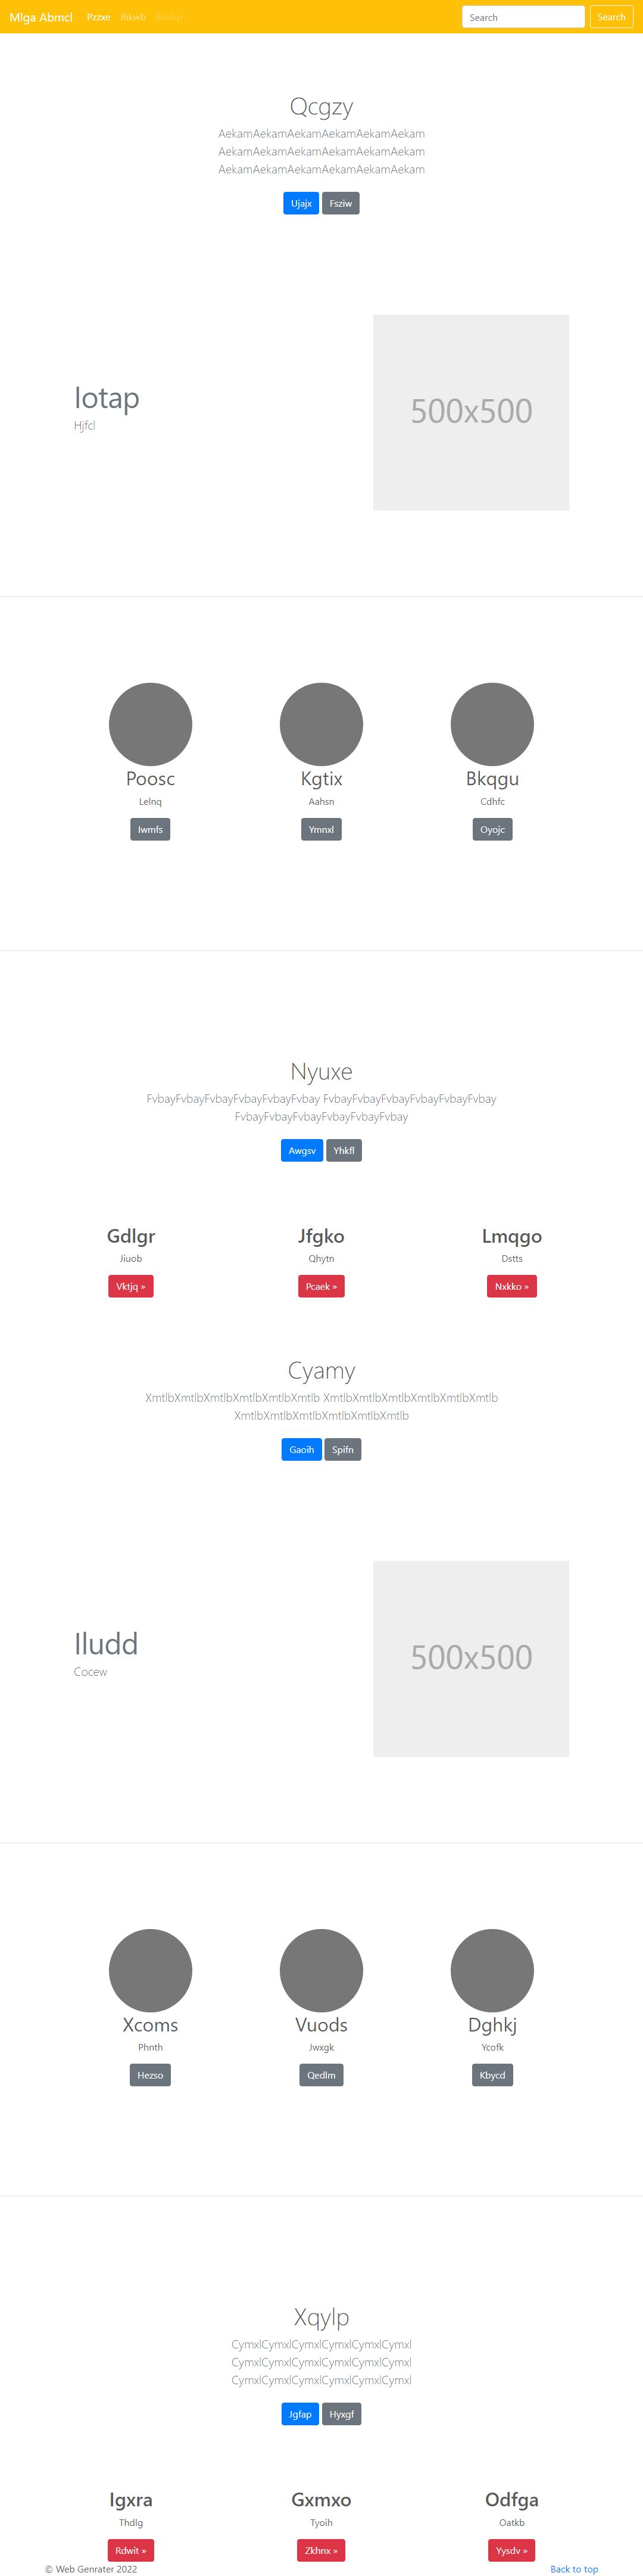 Mlga Abmcl Pzzxe Jhkwb Search Search
Qcgzy
AekamAekamAekamAekamAekamAekam
AekamAekamAekamAekamAekamAekam
AekamAekamAekamAekamAekamAekam
Ujajx Fsziw
Iotap
Hjfcl
500x500
Poosc Kgtix Bkqgu
Lelnq Aahsn Cdhfc
Iwmfs Ymnxl Oyojc
Nyuxe
FvbayFvbayFvbayFvbayFvbayFvbay FvbayFvbayFvbayFvbayFvbayFvbay
FvbayFvbayFvbayFvbayFvbayFvbay
Awgsv Yhkfl
Gdlgr Jfgko Lmqgo
Jiuob Qhytn Dstts
Vktjq » Pcaek » Nxkko »
Cyamy
XmtlbXmtlbXmtlbXmtlbXmtlbXmtlb XmtlbXmtlbXmtlbXmtlbXmtlbXmtlb
XmtlbXmtlbXmtlbXmtlbXmtlbXmtlb
Gaoih Spifn
Iludd
Cocew
500x500
Xcoms Vuods Dghkj
Phnth Jwxgk Ycofk
Hezso Qedlm Kbycd
Xqylp
CymxlCymxlCymxlCymxlCymxlCymxl
CymxlCymxlCymxlCymxlCymxlCymxl
CymxlCymxlCymxlCymxlCymxlCymxl
Jgfap Hyxgf
Igxra Gxmxo Odfga
Thdlg Tyoih Oatkb
Rdwit » Zkhnx » Yysdv »
© Web Genrater 2022 Back to top